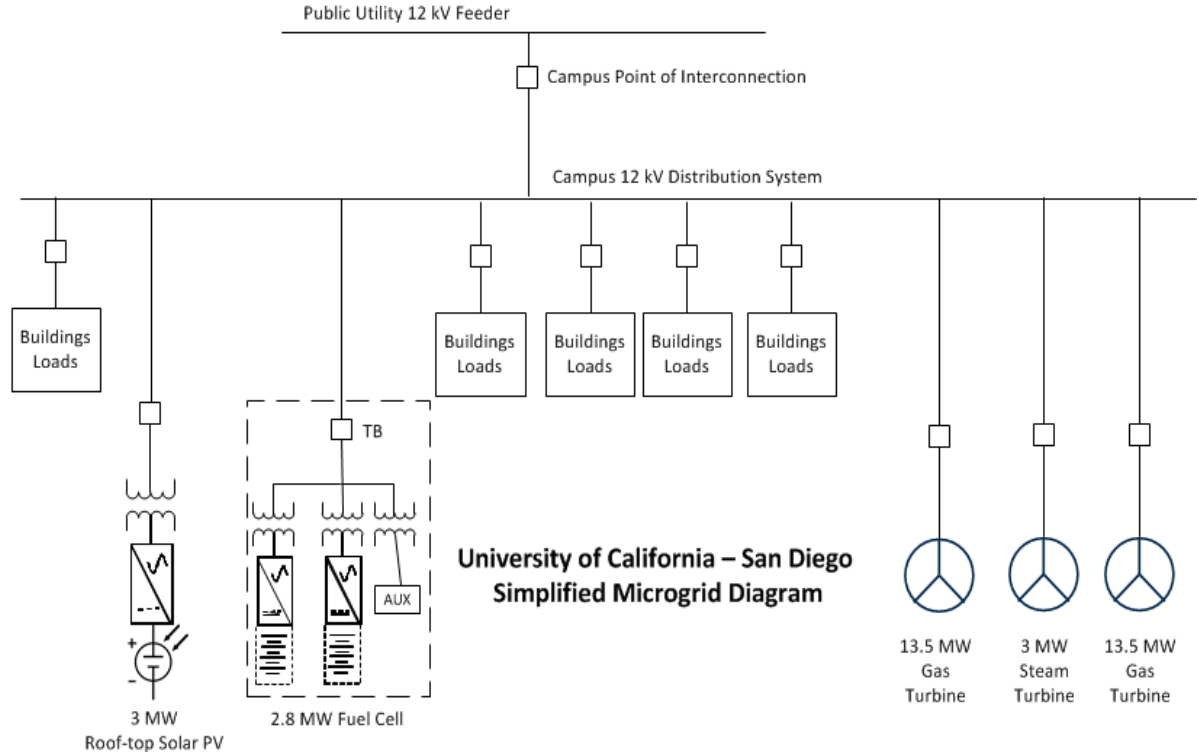 Public Utility 12 kV Feeder
Campus Point of Interconnection
Campus 12 kV Distribution System
Buildings
Loads
Buildings
Loads
Buildings
Loads
Buildings
Loads
Buildings
Loads
TB
AUX
University of California – San Diego
Simplified Microgrid Diagram
+
–
3 MW
Roof-top Solar PV
2.8 MW Fuel Cell
13.5 MW
Gas
Turbine
3 MW
Steam
Turbine
13.5 MW
Gas
Turbine